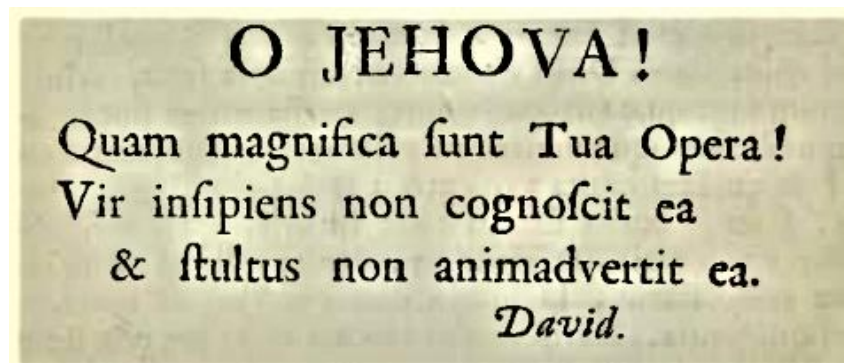 O JEHOVA!
Quam magnifica ſunt Tua Opera!
Vir inſipiens non cognoſcit ea
& ſtultus non animadvertit ea.
David.